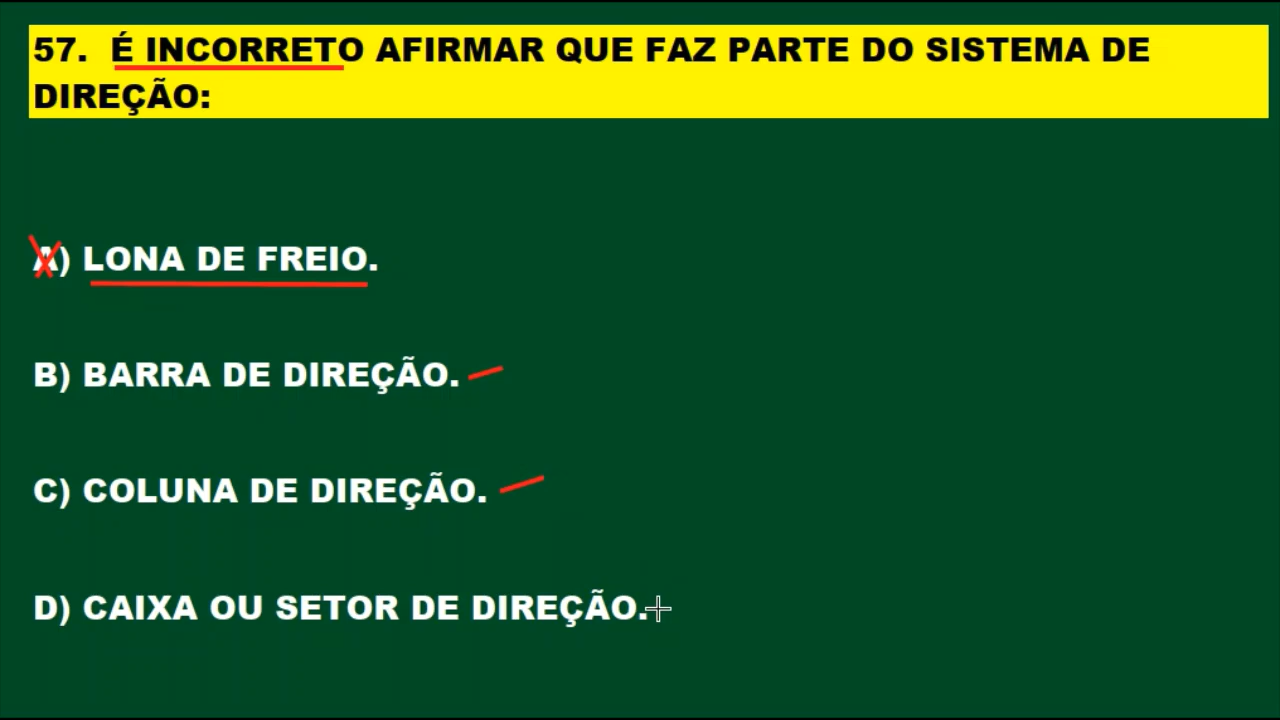 57. É INCORRETO AFIRMAR QUE FAZ PARTE DO SISTEMA DE
DIREÇÃO:
A) LONA DE FREIO.
B) BARRA DE DIREÇÃO.
C) COLUNA DE DIREÇÃO.
D) CAIXA OU SETOR DE DIREÇÃO.